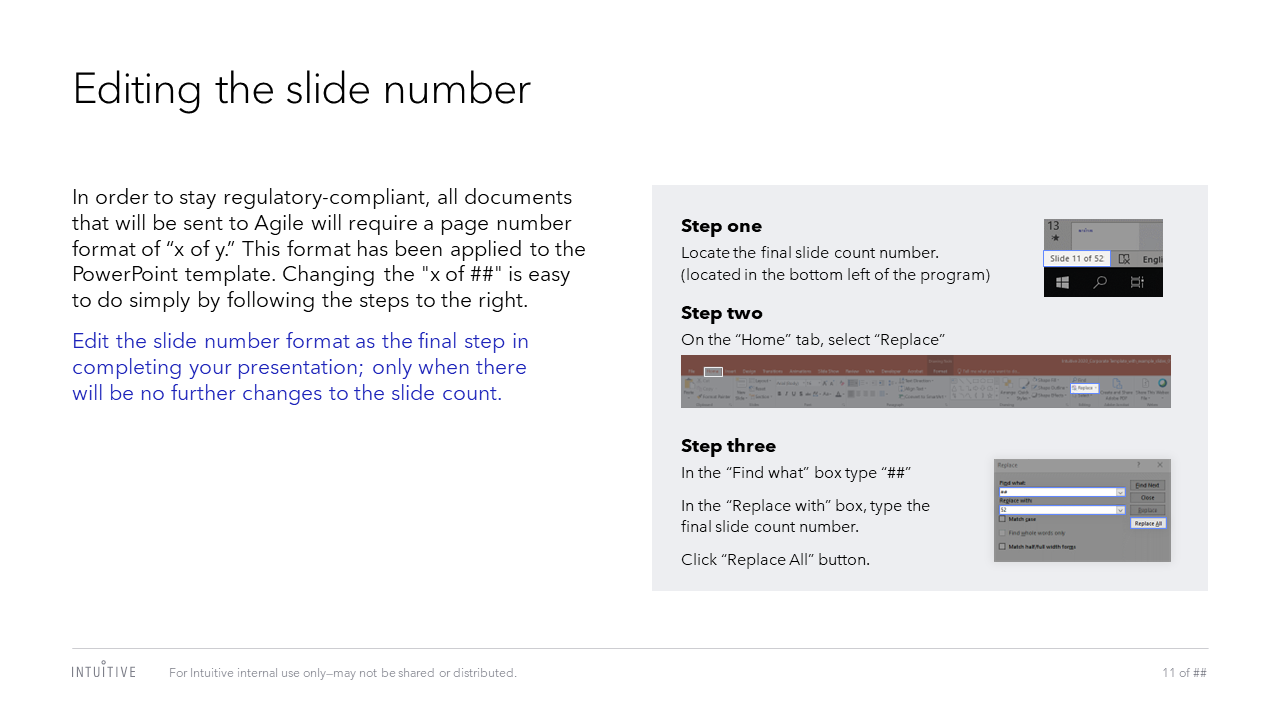 Editing the slide number
In order to stay regulatory-compliant, all documents
that will be sent to Agile will require a page number
format of “x of y.” This format has been applied to the
PowerPoint template. Changing the "x of ##" is easy
to do simply by following the steps to the right.
Edit the slide number format as the final step in
completing your presentation; only when there
will be no further changes to the slide count.
Step one
Locate the final slide count number.
(located in the bottom left of the program)
13
Slide 11 of 52
Engli
Step two
On the “Home” tab, select “Replace”
Replace
Step three
In the “Find what” box type “##”
In the “Replace with” box, type the
final slide count number.
Click “Replace All” button.
Replace
?
Find what:
##
Find Next
Replace with:
Close
52
Replace
Match case
Replace All
Find whole words only
Match half/full width forms
INTUITIVE
For Intuitive internal use only—may not be shared or distributed.
11 of ##